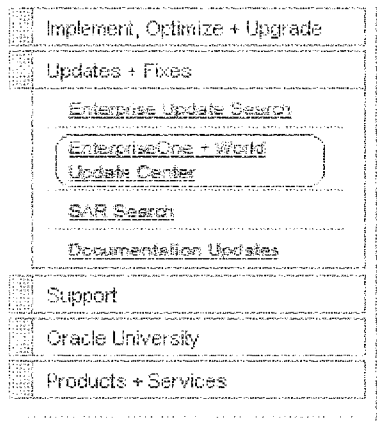 Implement, Optimize + Upgrade
Updates + Fixes
Enterprise Update Search
EnterpriseOne + World
Update Center
SAR Search
Documentation Updates
Support
Oracle University
Products + Services